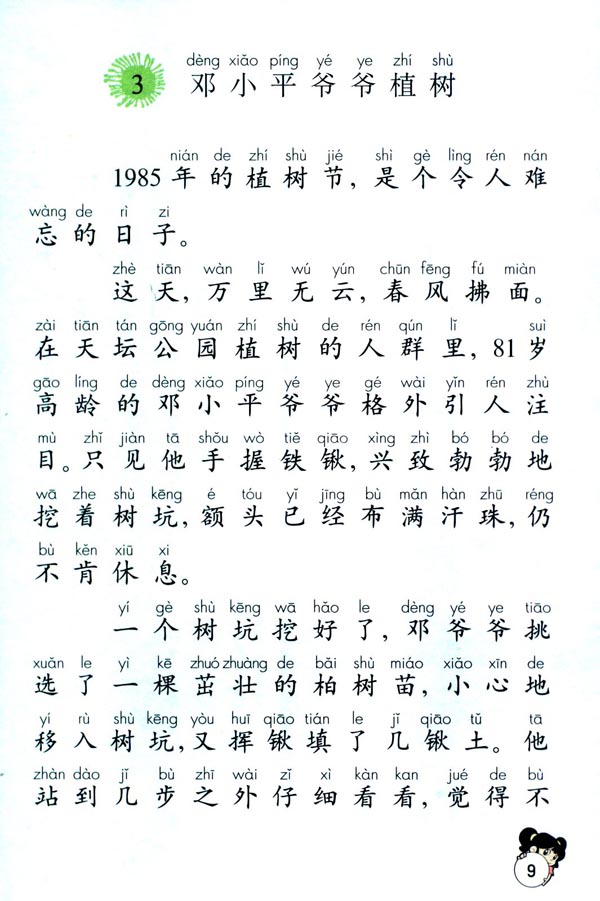 dèng xiǎo píng yé ye zhí shù
3 邓小平爷爷植树
nián de zhí shù jié shì gè lìng rén nán
1985年的植树节,是个令人难
wàng de rì zi
忘的日子。
zhè tiān wàn lǐ wú yún chūn fēng fú miàn
这天,万里无云,春风拂面。
zài tiān tán gōng yuán zhí shù de rén qún lǐ suì
在天坛公园植树的人群里,81岁
gāo líng de dèng xiǎo píng yé ye gé wài yǐn rén zhù
高龄的邓小平爷爷格外引人注
mù zhǐ jiàn tā shǒu wò tiě qiāo xìng zhì bó bó de
目。只见他手握铁锹,兴致勃勃地
wā zhe shù kēng é tóu yǐ jīng bù mǎn hàn zhū réng
挖着树坑,额头已经布满汗珠,仍
bù kěn xiū xi
不肯休息。
yí gè shù kēng wā hǎo le dèng yé ye tiāo
一个树坑挖好了,邓爷爷挑
xuǎn le yì kē zhuó zhuàng de bǎi shù miáo xiǎo xīn de
选了一棵茁壮的柏树苗,小心地
yí rù shù kēng yòu huī qiāo tián le jǐ qiāo tǔ tā
移入树坑,又挥锹填了几锹土。他
zhàn dào jǐ bù zhī wài zǐ xì kàn kan jué de bù
站到几步之外仔细看看,觉得不
9